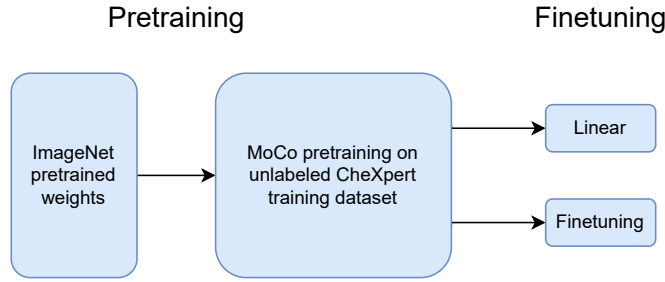 Pretraining
Finetuning
ImageNet
pretrained
weights
MoCo pretraining on
unlabeled CheXpert
training dataset
Linear
Finetuning